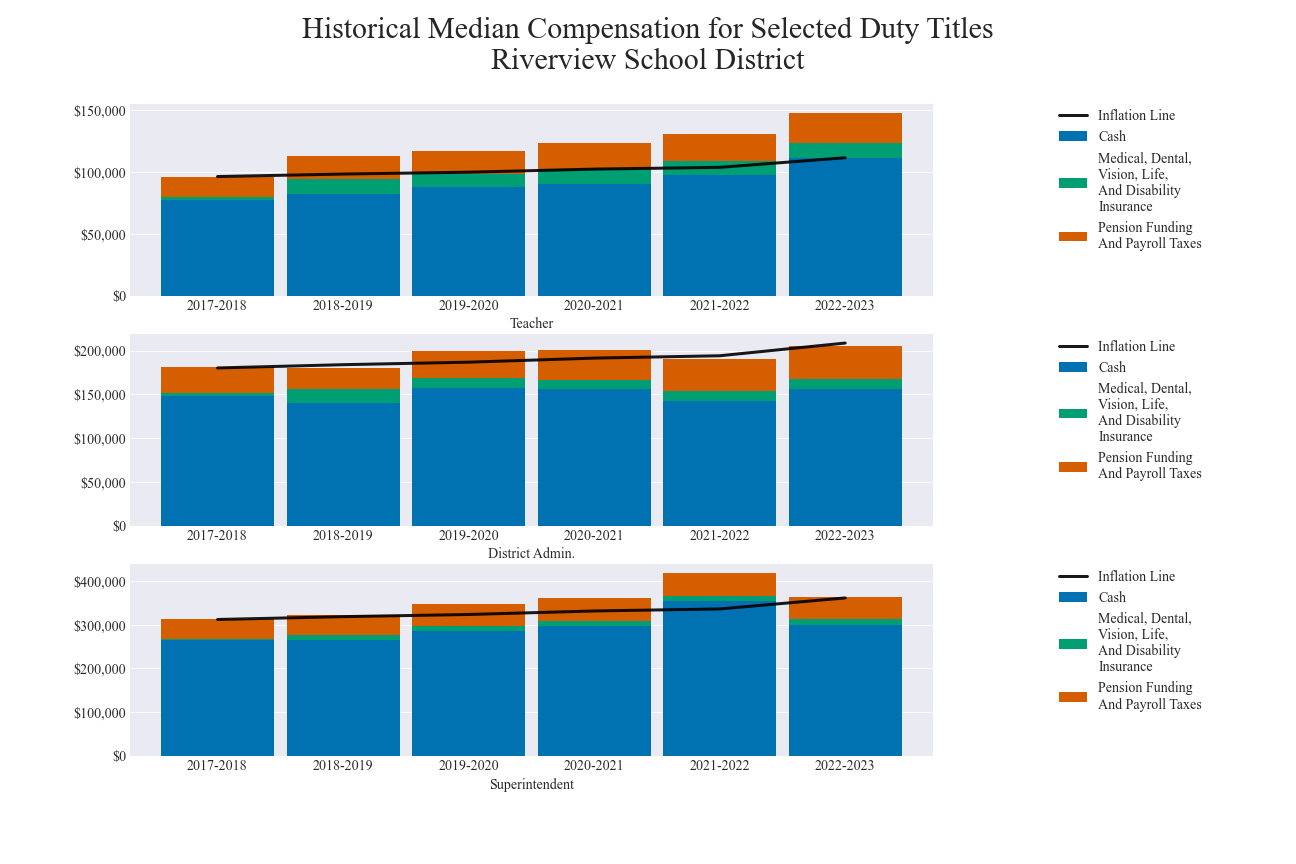 Historical Median Compensation for Selected Duty Titles
Riverview School District
$150,000
$100,000
$50,000
$0
2017-2018 2018-2019 2019-2020 2020-2021 2021-2022 2022-2023
Teacher
Inflation Line
Cash
Medical, Dental,
Vision, Life,
And Disability
Insurance
Pension Funding
And Payroll Taxes
$200,000
$150,000
$100,000
$50,000
$0
2017-2018 2018-2019 2019-2020 2020-2021 2021-2022 2022-2023
District Admin.
Inflation Line
Cash
Medical, Dental,
Vision, Life,
And Disability
Insurance
Pension Funding
And Payroll Taxes
$400,000
$300,000
$200,000
$100,000
$0
2017-2018 2018-2019 2019-2020 2020-2021 2021-2022 2022-2023
Superintendent
Inflation Line
Cash
Medical, Dental,
Vision, Life,
And Disability
Insurance
Pension Funding
And Payroll Taxes